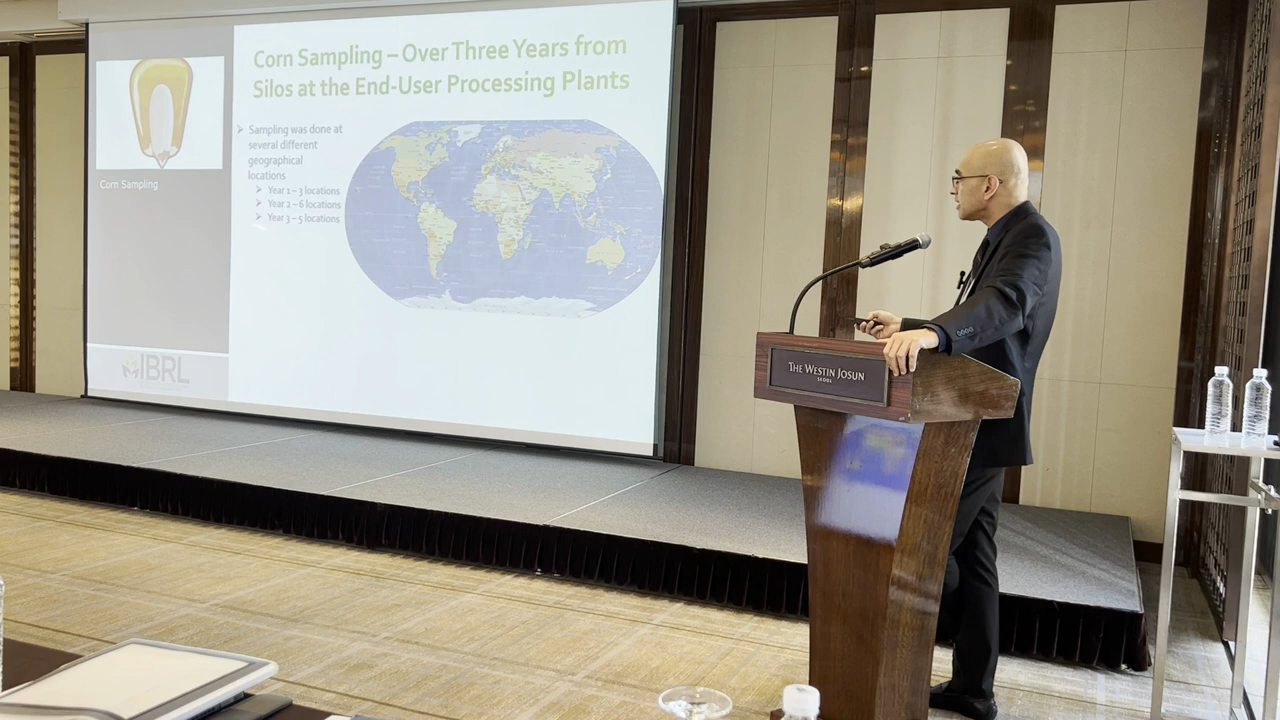 Corn Sampling – Over Three Years from
Silos at the End-User Processing Plants
➢ Sampling was done at
several different
geographical
locations
➢ Year 1 – 3 locations
➢ Year 2 – 6 locations
➢ Year 3 – 5 locations
Corn Sampling
IBRL
THE WESTIN JOSUN
SEOUL